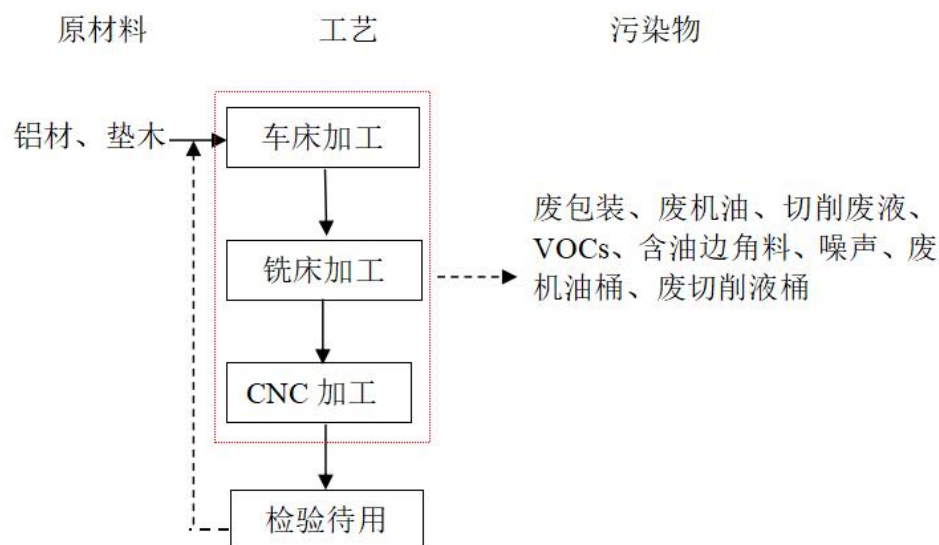 原材料 工艺 污染物
铝材、垫木
车床加工
废包装、废机油、切削废液、
VOCs、含油边角料、噪声、废
机油桶、废切削液桶
铣床加工
CNC 加工
检验待用